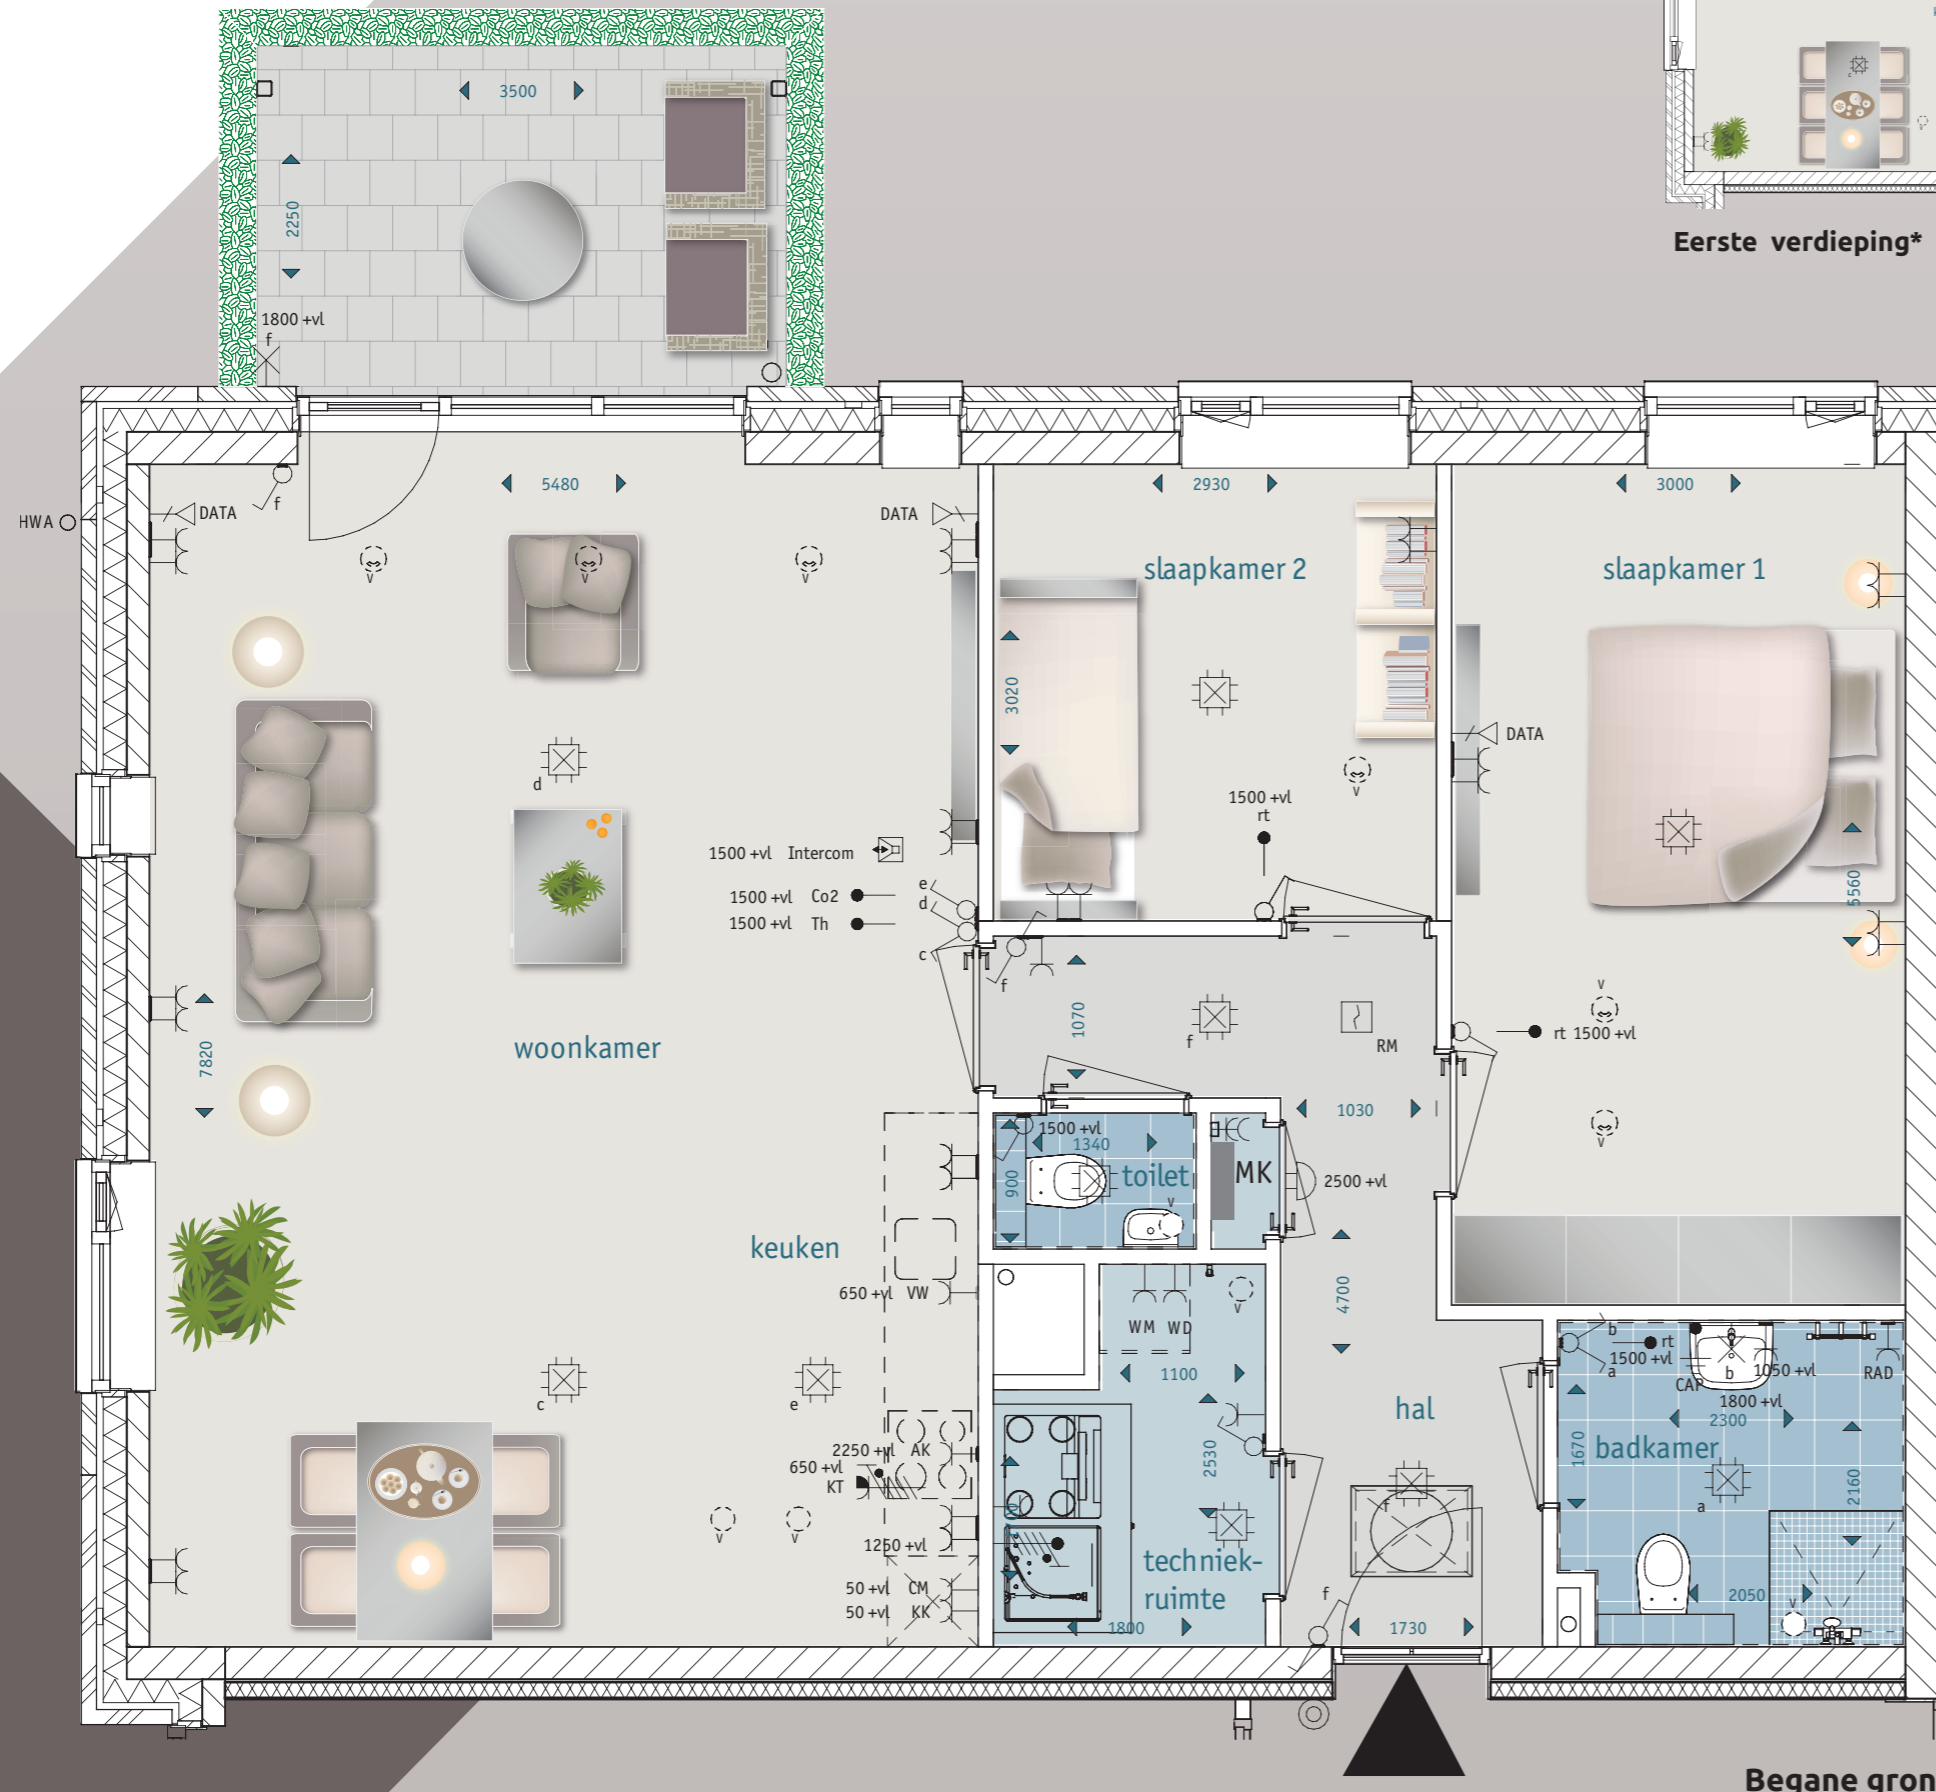 3500
2250
1800 +vl
f
Eerste verdieping*
HWA
DATA
f
5480
DATA
2930
3000
v
v
v
slaapkamer 2
slaapkamer 1
3020
d
DATA
v
1500 +vl
rt
1500 +vl Intercom
1500 +vl Co2
1500 +vl Th
e
d
c
5560
f
1070
f
RM
v
rt 1500 +vl
7820
woonkamer
1030
v
1500 +vl
1340
900
toilet
v
MK
2500 +vl
keuken
650 +vl VW
4700
WM WD
v
1100
c
e
hal
b
rt
1500 +vl
a
CAP
b
1050 +vl
RAD
1800 +vl
2300
1670
badkamer
2160
a
2250 +vl AK
650 +vl
KT
2530
f
v
v
1250 +vl
50 +vl CM
50 +vl KK
techniek-
ruimte
1800
f
1730
2050
v
Begane gron